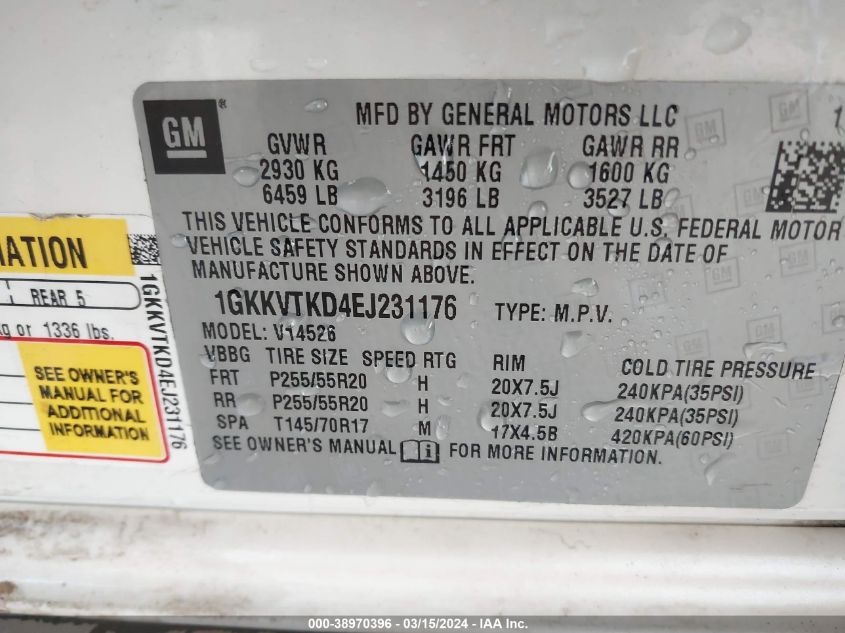 GM®
MFD BY GENERAL MOTORS LLC
GVWR GAWR FRT GAWR RR
2930 KG 1450 KG 1600 KG
6459 LB 3196 LB 3527 LB
THIS VEHICLE CONFORMS TO ALL APPLICABLE U.S. FEDERAL MOTOR
VEHICLE SAFETY STANDARDS IN EFFECT ON THE DATE OF
MANUFACTURE SHOWN ABOVE.
1GKKVTKD4EJ231176 TYPE: M.P.V.
MODEL: V14526
VBBG TIRE SIZE SPEED RTG RIM COLD TIRE PRESSURE
FRT P255/55R20 H 20X7.5J 240KPA(35PSI)
RR P255/55R20 H 20X7.5J 240KPA(35PSI)
SPA T145/70R17 M 17X4.5B 420KPA(60PSI)
SEE OWNER'S MANUAL i FOR MORE INFORMATION.
MATION
REAR 5
kg or 1336 lbs.
SEE OWNER'S
MANUAL FOR
ADDITIONAL
INFORMATION
1GKKVTKD4EJ231176
000-38970396 - 03/15/2024 - IAA Inc.